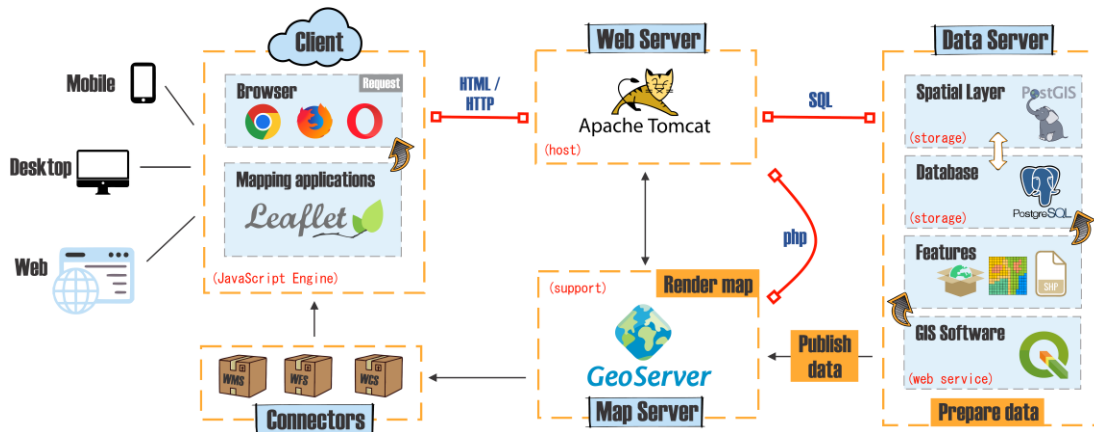 Client
Web Server
Data Server
Mobile
Desktop
Web
Browser
Request
Mapping applications
Leaflet
(JavaScript Engine)
HTML /
HTTP
Apache Tomcat
(host)
SQL
php
Spatial Layer
PostGIS
(storage)
Database
PostgreSQL
(storage)
Features
SHP
GIS Software
(web service)
Prepare data
Publish
data
(support)
Render map
GeoServer
Map Server
WMS
WFS
WCS
Connectors